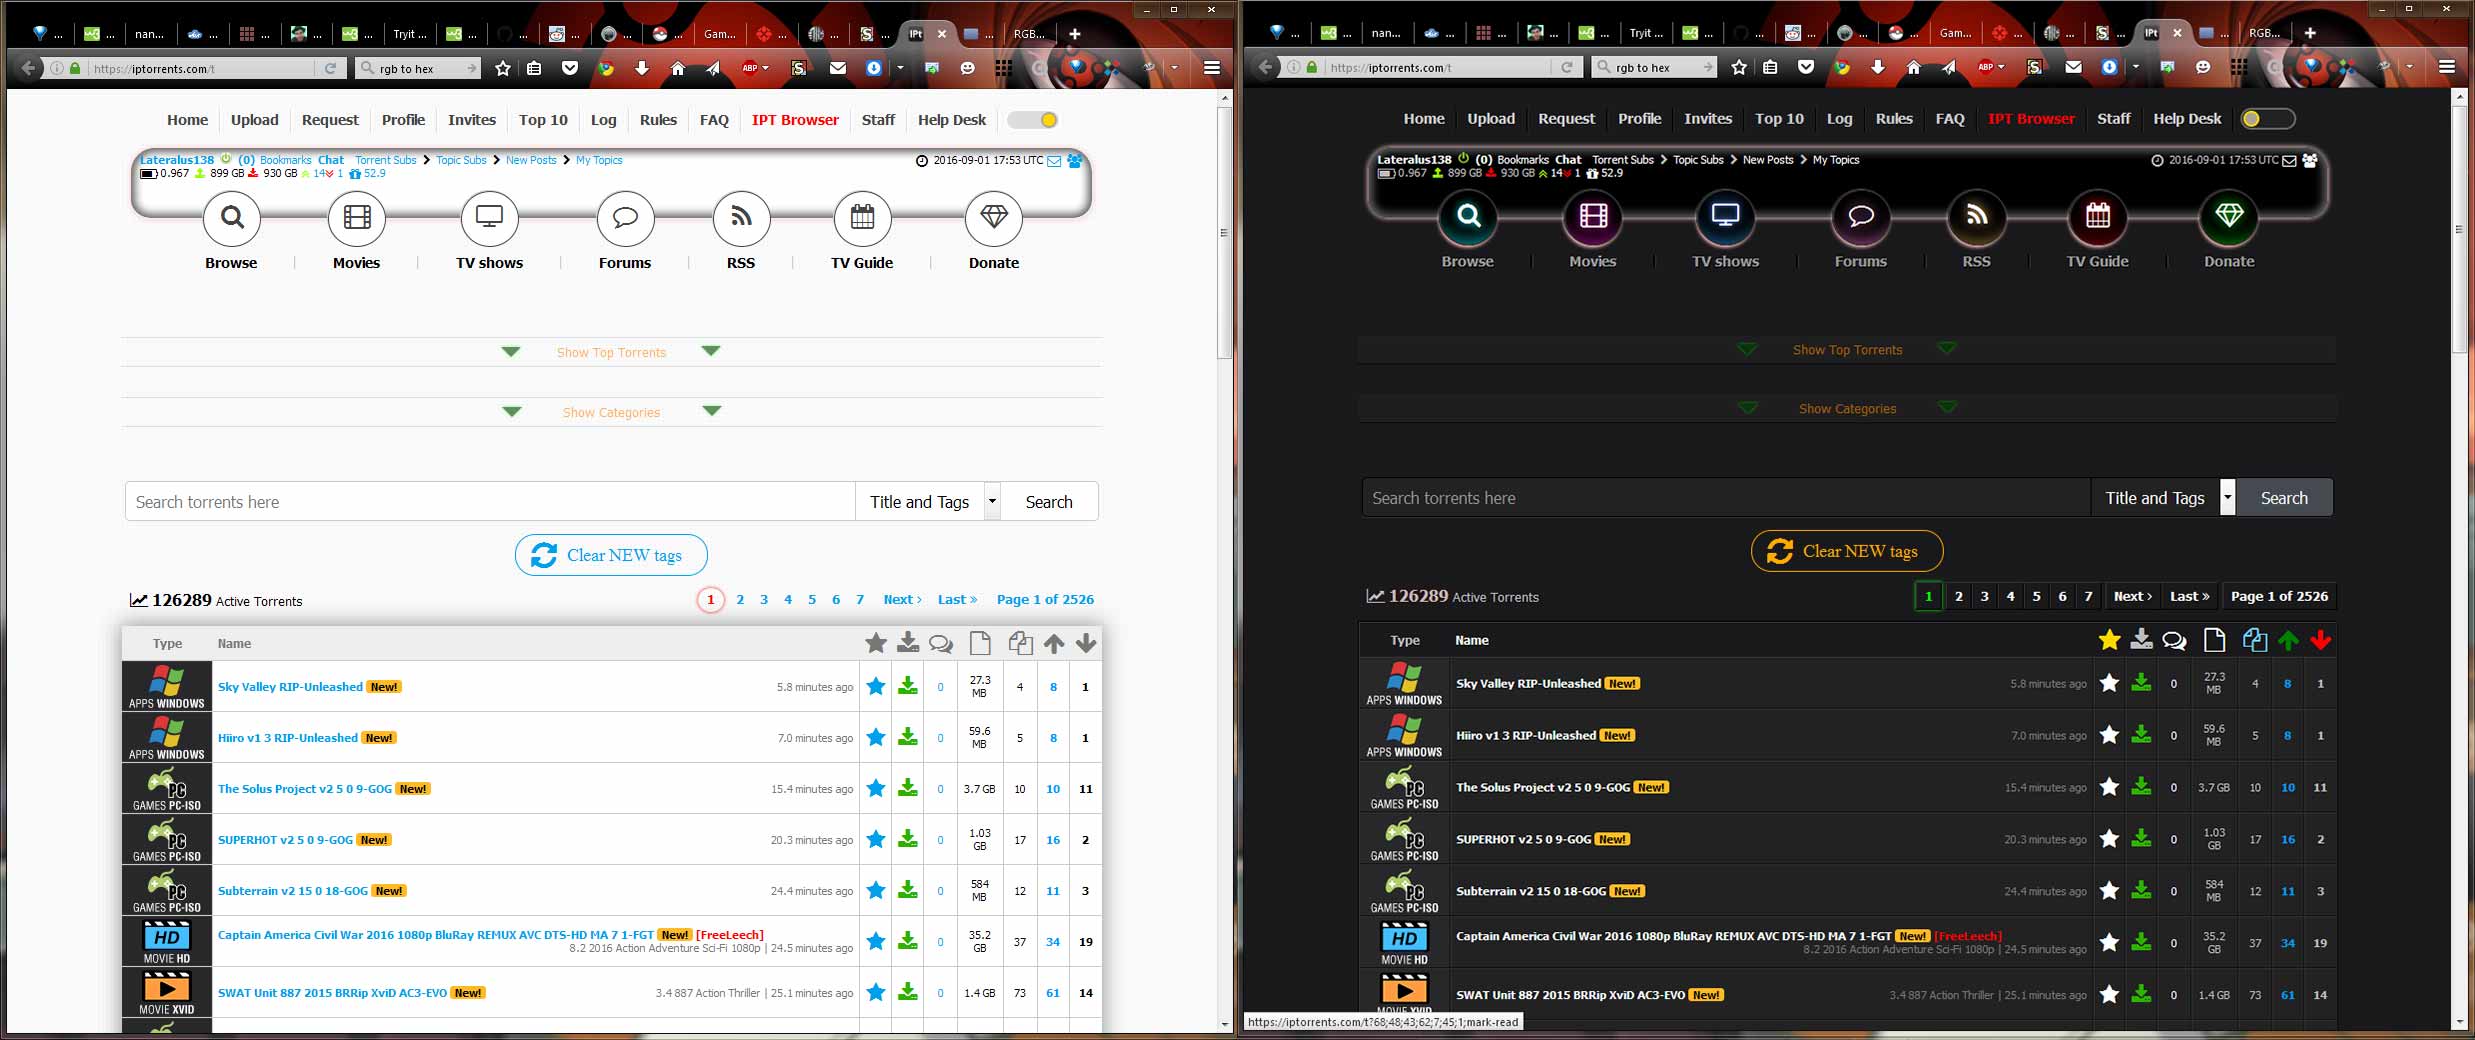 ... ... nan... ... ... ... ... Tryit ... ... ... ... ... Gam... ... ... ... IPt ... RGB...
https://iptorrents.com/t rgb to hex ABP
Home Upload Request Profile Invites Top 10 Log Rules FAQ IPT Browser Staff Help Desk
Lateralus138 (0) Bookmarks Chat Torrent Subs Topic Subs New Posts My Topics 2016-09-01 17:53 UTC
0.967 899 GB 930 GB 14 1 52.9
Browse Movies TV shows Forums RSS TV Guide Donate
Show Top Torrents
Show Categories
Search torrents here Title and Tags Search
Clear NEW tags
126289 Active Torrents 1 2 3 4 5 6 7 Next › Last » Page 1 of 2526
Type Name
APPS WINDOWS Sky Valley RIP-Unleashed New! 5.8 minutes ago 0 27.3 MB 4 8 1
APPS WINDOWS Hiiro v1 3 RIP-Unleashed New! 7.0 minutes ago 0 59.6 MB 5 8 1
PC GAMES PC-ISO The Solus Project v2 5 0 9-GOG New! 15.4 minutes ago 0 3.7 GB 10 10 11
PC GAMES PC-ISO SUPERHOT v2 5 0 9-GOG New! 20.3 minutes ago 0 1.03 GB 17 16 2
PC GAMES PC-ISO Subterrain v2 15 0 18-GOG New! 24.4 minutes ago 0 584 MB 12 11 3
HD MOVIE HD Captain America Civil War 2016 1080p BluRay REMUX AVC DTS-HD MA 7 1-FGT New! [FreeLeech] 0 35.2 GB 37 34 19
8.2 2016 Action Adventure Sci-Fi 1080p | 24.5 minutes ago
MOVIE XVID SWAT Unit 887 2015 BRRip XviD AC3-EVO New! 3.4 887 Action Thriller | 25.1 minutes ago 0 1.4 GB 73 61 14
... ... nan... ... ... ... ... Tryit ... ... ... ... ... Gam... ... ... ... IPt ... RGB...
https://iptorrents.com/t rgb to hex ABP
Home Upload Request Profile Invites Top 10 Log Rules FAQ IPT Browser Staff Help Desk
Lateralus138 (0) Bookmarks Chat Torrent Subs Topic Subs New Posts My Topics 2016-09-01 17:53 UTC
0.967 899 GB 930 GB 14 1 52.9
Browse Movies TV shows Forums RSS TV Guide Donate
Show Top Torrents
Show Categories
Search torrents here Title and Tags Search
Clear NEW tags
126289 Active Torrents 1 2 3 4 5 6 7 Next › Last » Page 1 of 2526
Type Name
APPS WINDOWS Sky Valley RIP-Unleashed New! 5.8 minutes ago 0 27.3 MB 4 8 1
APPS WINDOWS Hiiro v1 3 RIP-Unleashed New! 7.0 minutes ago 0 59.6 MB 5 8 1
PC GAMES PC-ISO The Solus Project v2 5 0 9-GOG New! 15.4 minutes ago 0 3.7 GB 10 10 11
PC GAMES PC-ISO SUPERHOT v2 5 0 9-GOG New! 20.3 minutes ago 0 1.03 GB 17 16 2
PC GAMES PC-ISO Subterrain v2 15 0 18-GOG New! 24.4 minutes ago 0 584 MB 12 11 3
HD MOVIE HD Captain America Civil War 2016 1080p BluRay REMUX AVC DTS-HD MA 7 1-FGT New! [FreeLeech] 0 35.2 GB 37 34 19
8.2 2016 Action Adventure Sci-Fi 1080p | 24.5 minutes ago
MOVIE XVID SWAT Unit 887 2015 BRRip XviD AC3-EVO New! 3.4 887 Action Thriller | 25.1 minutes ago 0 1.4 GB 73 61 14
https://iptorrents.com/t?68;48;43;62;7;45;1;mark-read